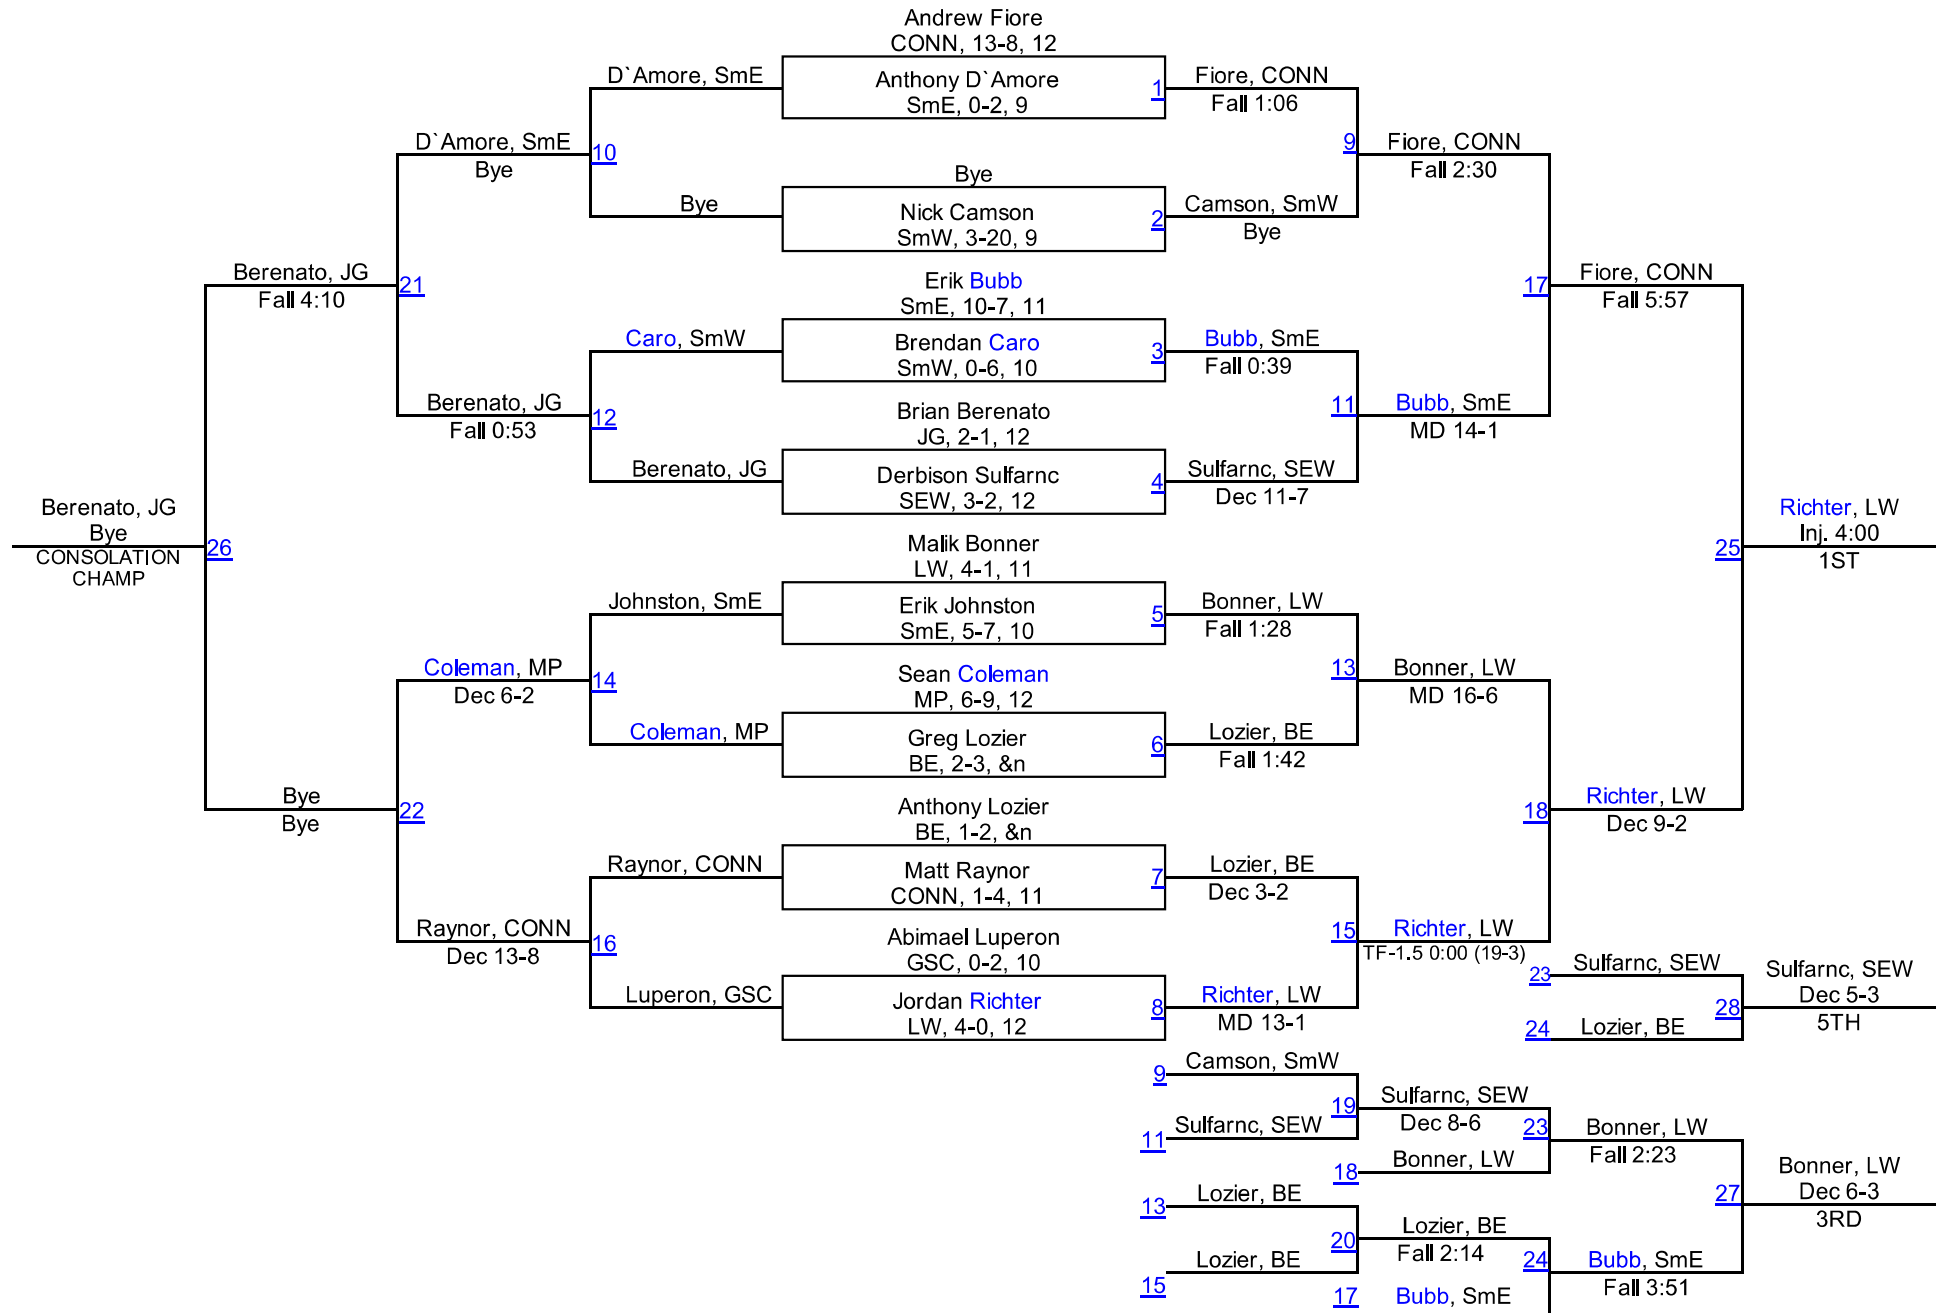 Andrew Fiore
CONN, 13-8, 12
D`Amore, SmE
Anthony D`Amore
SmE, 0-2, 9
1
Fiore, CONN
Fall 1:06
D`Amore, SmE
Bye
10
9
Fiore, CONN
Fall 2:30
Bye
Bye
Nick Camson
SmW, 3-20, 9
2
Camson, SmW
Bye
Berenato, JG
Fall 4:10
21
Erik Bubb
SmE, 10-7, 11
17
Fiore, CONN
Fall 5:57
Caro, SmW
Brendan Caro
SmW, 0-6, 10
3
Bubb, SmE
Fall 0:39
Berenato, JG
Fall 0:53
12
Brian Berenato
JG, 2-1, 12
11
Bubb, SmE
MD 14-1
Berenato, JG
Derbison Sulfarnc
SEW, 3-2, 12
4
Sulfarnc, SEW
Dec 11-7
Berenato, JG
Bye
CONSOLATION
CHAMP
26
Malik Bonner
LW, 4-1, 11
25
Richter, LW
Inj. 4:00
1ST
Johnston, SmE
Erik Johnston
SmE, 5-7, 10
5
Bonner, LW
Fall 1:28
Coleman, MP
Dec 6-2
14
Sean Coleman
MP, 6-9, 12
13
Bonner, LW
MD 16-6
Coleman, MP
Greg Lozier
BE, 2-3, &n
6
Lozier, BE
Fall 1:42
Bye
Bye
22
Anthony Lozier
BE, 1-2, &n
18
Richter, LW
Dec 9-2
Raynor, CONN
Matt Raynor
CONN, 1-4, 11
7
Lozier, BE
Dec 3-2
Raynor, CONN
Dec 13-8
16
Abimael Luperon
GSC, 0-2, 10
15
Richter, LW
TF-1.5 0:00 (19-3)
Luperon, GSC
Jordan Richter
LW, 4-0, 12
8
Richter, LW
MD 13-1
23
Sulfarnc, SEW
24
Lozier, BE
28
Sulfarnc, SEW
Dec 5-3
5TH
9
Camson, SmW
11
Sulfarnc, SEW
19
Sulfarnc, SEW
Dec 8-6
18
Bonner, LW
23
Bonner, LW
Fall 2:23
13
Lozier, BE
15
Lozier, BE
20
Lozier, BE
Fall 2:14
17
Bubb, SmE
24
Bubb, SmE
Fall 3:51
27
Bonner, LW
Dec 6-3
3RD